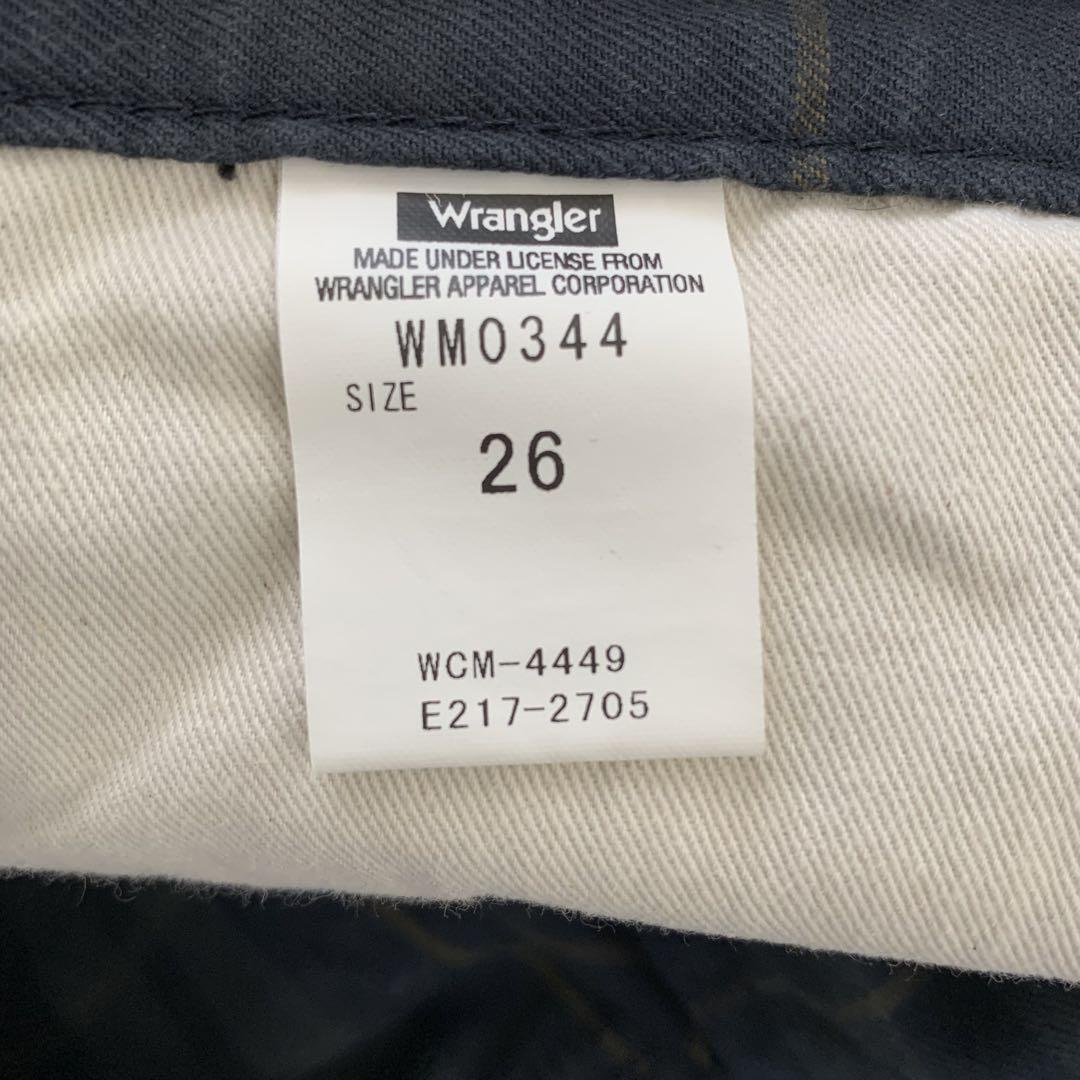 Wrangler
MADE UNDER LICENSE FROM
WRANGLER APPAREL CORPORATION
WM0344
SIZE
26
WCM-4449
E217-2705